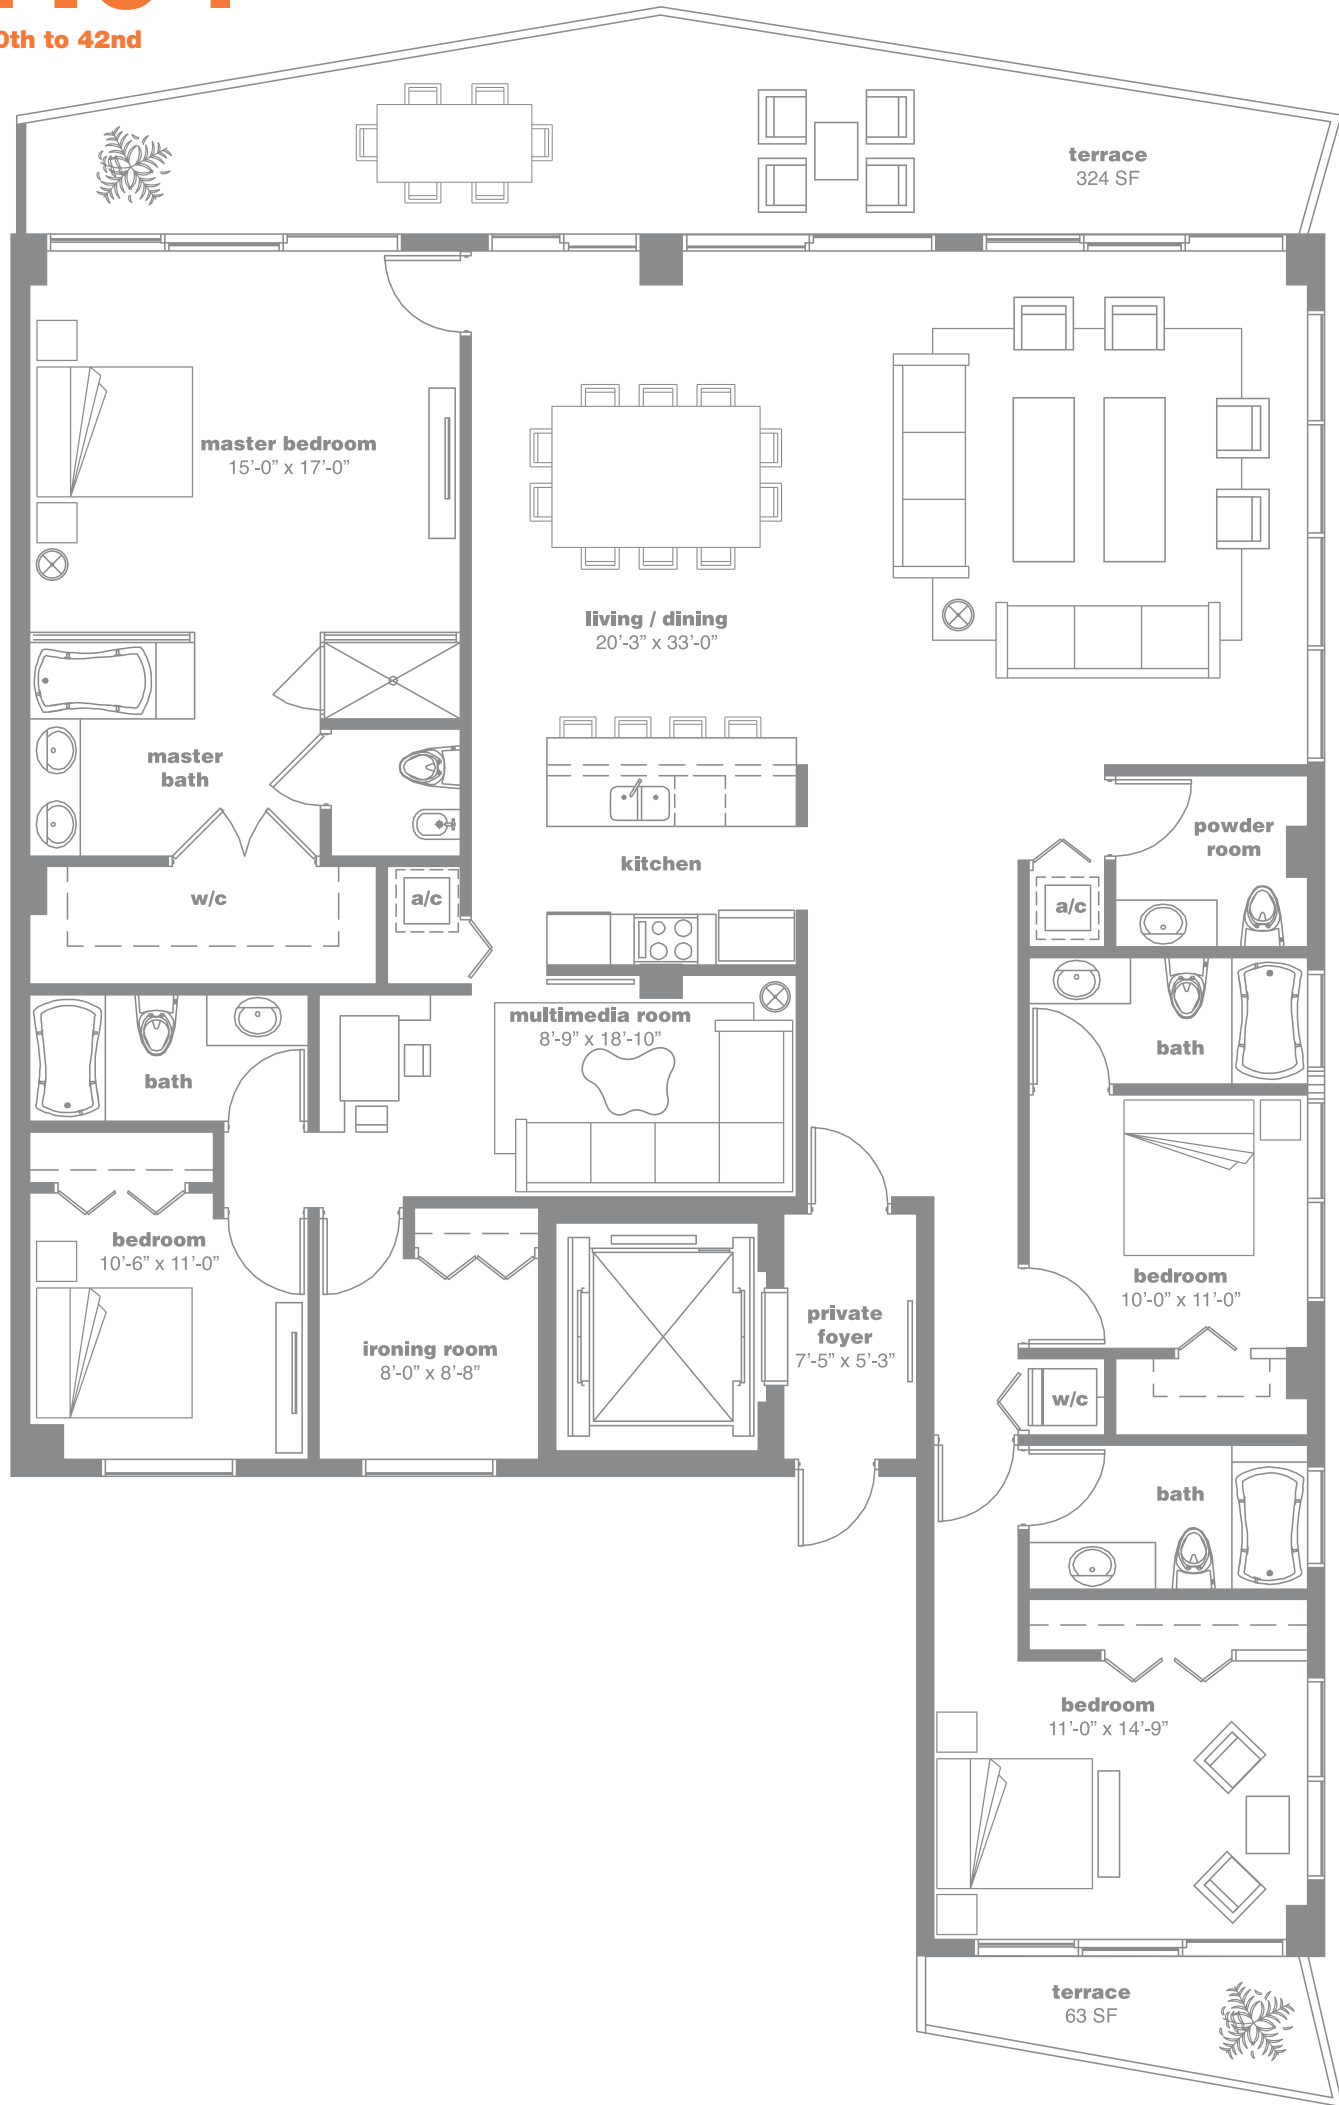 to 42nd
terrace
324 SF
master bedroom
15’-0” x 17’-0”
living / dining
20’-3” x 33’-0”
master
bath
powder
room
kitchen
w/c
a/c
a/c
multimedia room
8’-9” x 18’-10”
bath
bath
bedroom
10’-6” x 11’-0”
bedroom
10’-0” x 11’-0”
private
foyer
7’-5” x 5’-3”
ironing room
8’-0” x 8’-8”
w/c
bath
bedroom
11’-0” x 14’-9”
terrace
63 SF